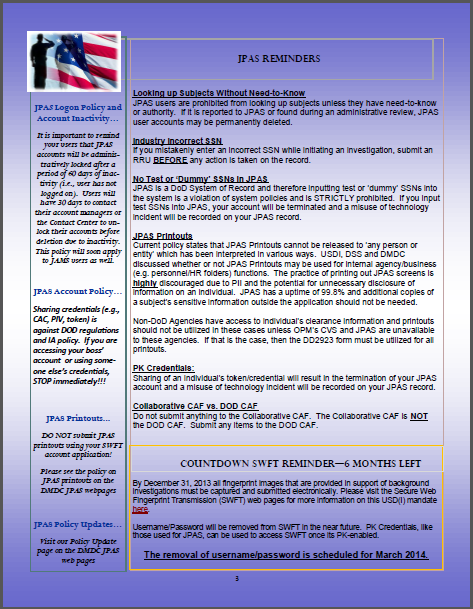 JPAS Logon Policy and
Account Inactivity…
It is important to remind
your users that JPAS
accounts will be adminis-
tratively locked after a
period of 60 days of inac-
tivity (i.e., user has not
logged on). Users will
have 30 days to contact
their account managers or
the Contact Center to un-
lock their accounts before
deletion due to inactivity.
This policy will soon apply
to JAMS users as well.
JPAS Account Policy…
Sharing credentials (e.g.,
CAC, PIV, token) is
against DOD regulations
and IA policy. If you are
accessing your boss'
account or using some-
one else's credentials,
STOP immediately!!!
JPAS Printouts…
DO NOT submit JPAS
printouts using your SWFT
account application!
Please see the policy on
JPAS printouts on the
DMDC JPAS webpages
JPAS Policy Updates…
Visit our Policy Update
page on the DMDC JPAS
web pages
JPAS REMINDERS
Looking up Subjects Without Need-to-Know
JPAS users are prohibited from looking up subjects unless they have need-to-know
or authority. If it is reported to JPAS or found during an administrative review, JPAS
user accounts may be permanently deleted.
Industry Incorrect SSN
If you mistakenly enter an incorrect SSN while initiating an investigation, submit an
RRU BEFORE any action is taken on the record.
No Test or 'Dummy' SSNs in JPAS
JPAS is a DoD System of Record and therefore inputting test or 'dummy' SSNs into
the system is a violation of system policies and is STRICTLY prohibited. If you input
test SSNs into JPAS, your account will be terminated and a misuse of technology
incident will be recorded on your JPAS record.
JPAS Printouts
Current policy states that JPAS Printouts cannot be released to 'any person or
entity' which has been interpreted in various ways. USDI, DSS and DMDC
discussed whether or not JPAS Printouts may be used for internal agency/business
(e.g. personnel/HR folders) functions. The practice of printing out JPAS screens is
highly discouraged due to PII and the potential for unnecessary disclosure of
information on an individual. JPAS has a uptime of 99.8% and additional copies of
a subject's sensitive information outside the application should not be needed.
Non-DoD Agencies have access to individual's clearance information and printouts
should not be utilized in these cases unless OPM's CVS and JPAS are unavailable
to these agencies. If that is the case, then the DD2923 form must be utilized for all
printouts.
PK Credentials:
Sharing of an individual's token/credential will result in the termination of your JPAS
account and a misuse of technology incident will be recorded on your JPAS record.
Collaborative CAF vs. DOD CAF
Do not submit anything to the Collaborative CAF. The Collaborative CAF is NOT
the DOD CAF. Submit any items to the DOD CAF.
COUNTDOWN SWFT REMINDER—6 MONTHS LEFT
By December 31, 2013 all fingerprint images that are provided in support of background
investigations must be captured and submitted electronically. Please visit the Secure Web
Fingerprint Transmission (SWFT) web pages for more information on this USD(I) mandate
here.
Username/Password will be removed from SWFT in the near future. PK Credentials, like
those used for JPAS, can be used to access SWFT once its PK-enabled.
The removal of username/password is scheduled for March 2014.
3